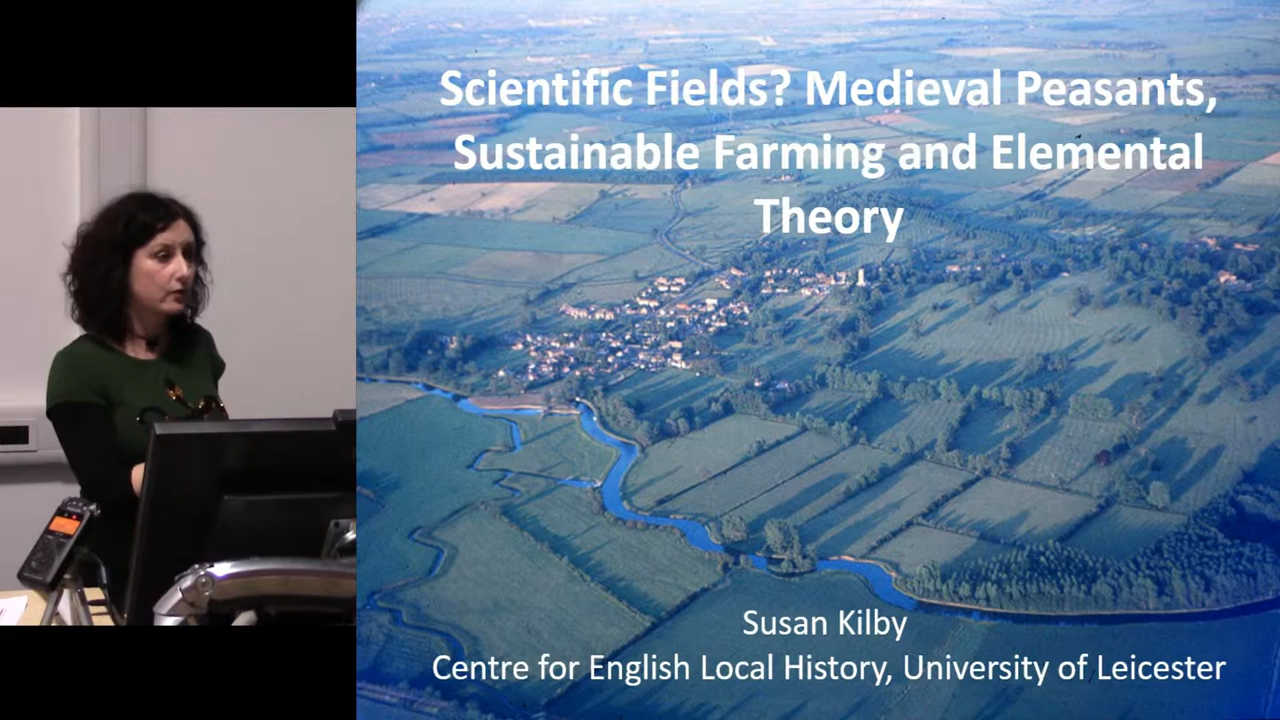 Scientific Fields? Medieval Peasants,
Sustainable Farming and Elemental
Theory
Susan Kilby
Centre for English Local History, University of Leicester